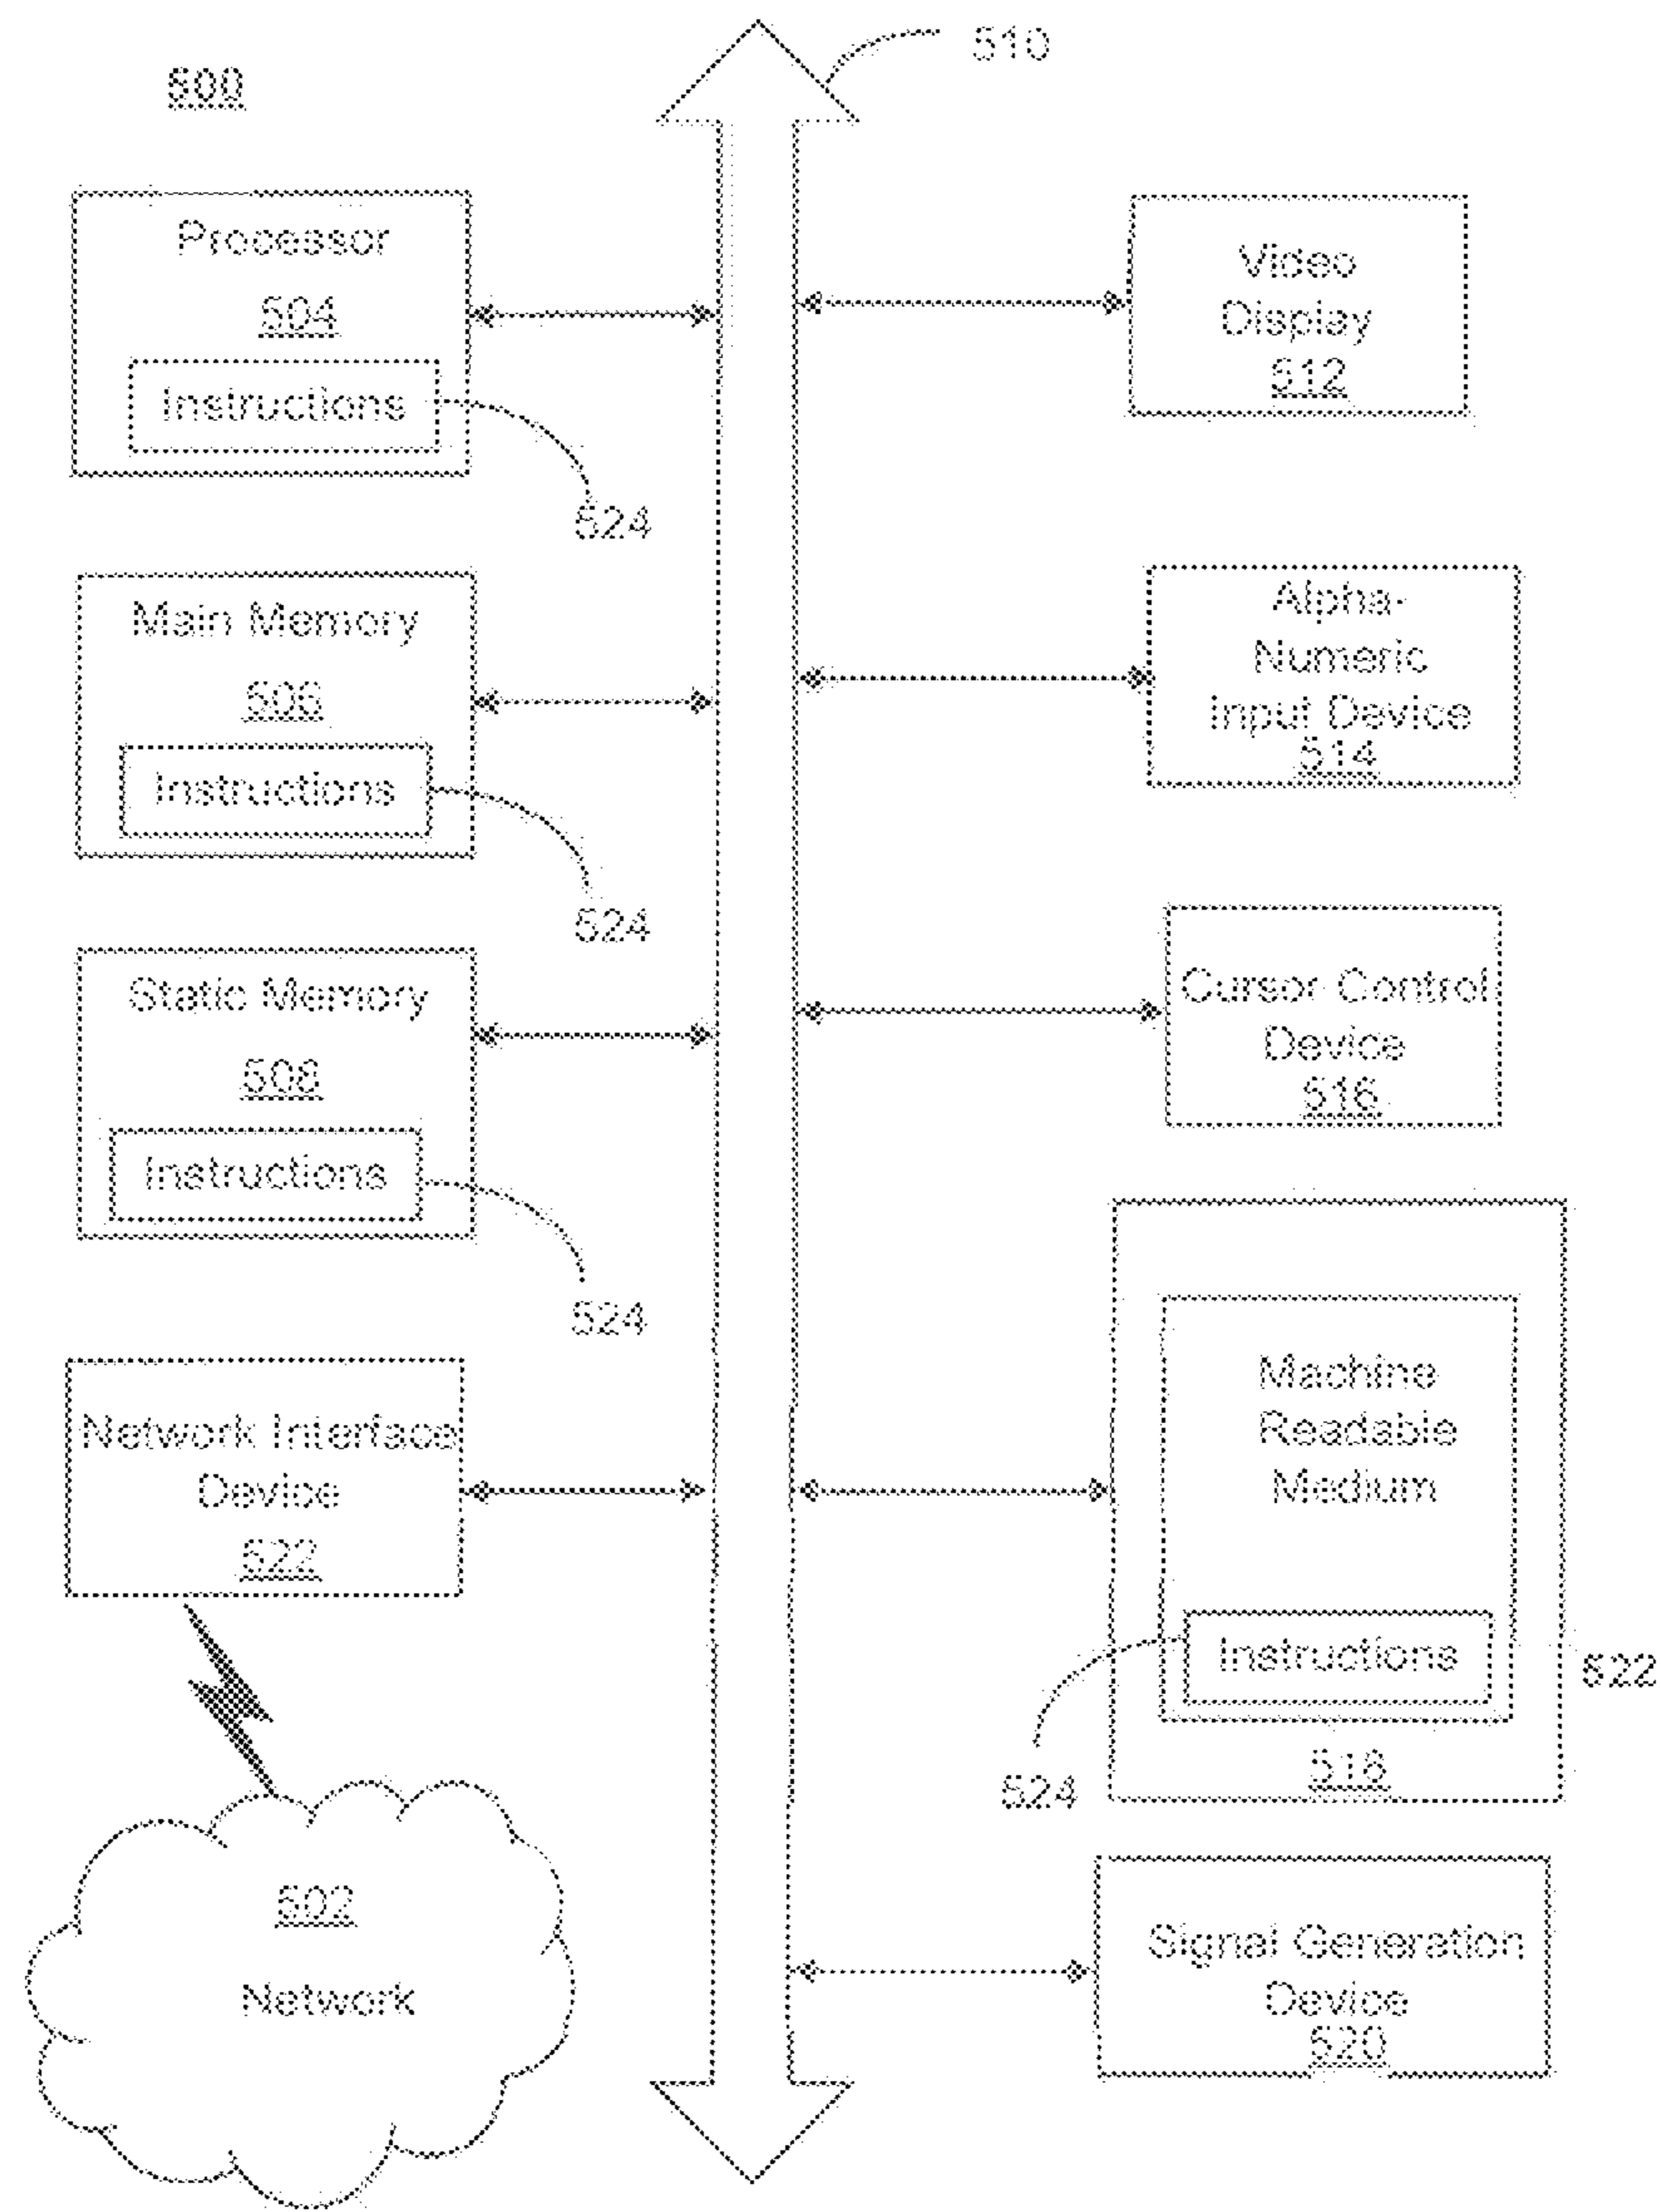 500
510
Processor
504
Instructions
524
Main Memory
506
Instructions
524
Static Memory
508
Instructions
524
Network Interface
Device
522
502
Network
Video
Display
512
Alpha-
Numeric
Input Device
514
Cursor Control
Device
516
Machine
Readable
Medium
Instructions
522
524
518
Signal Generation
Device
520